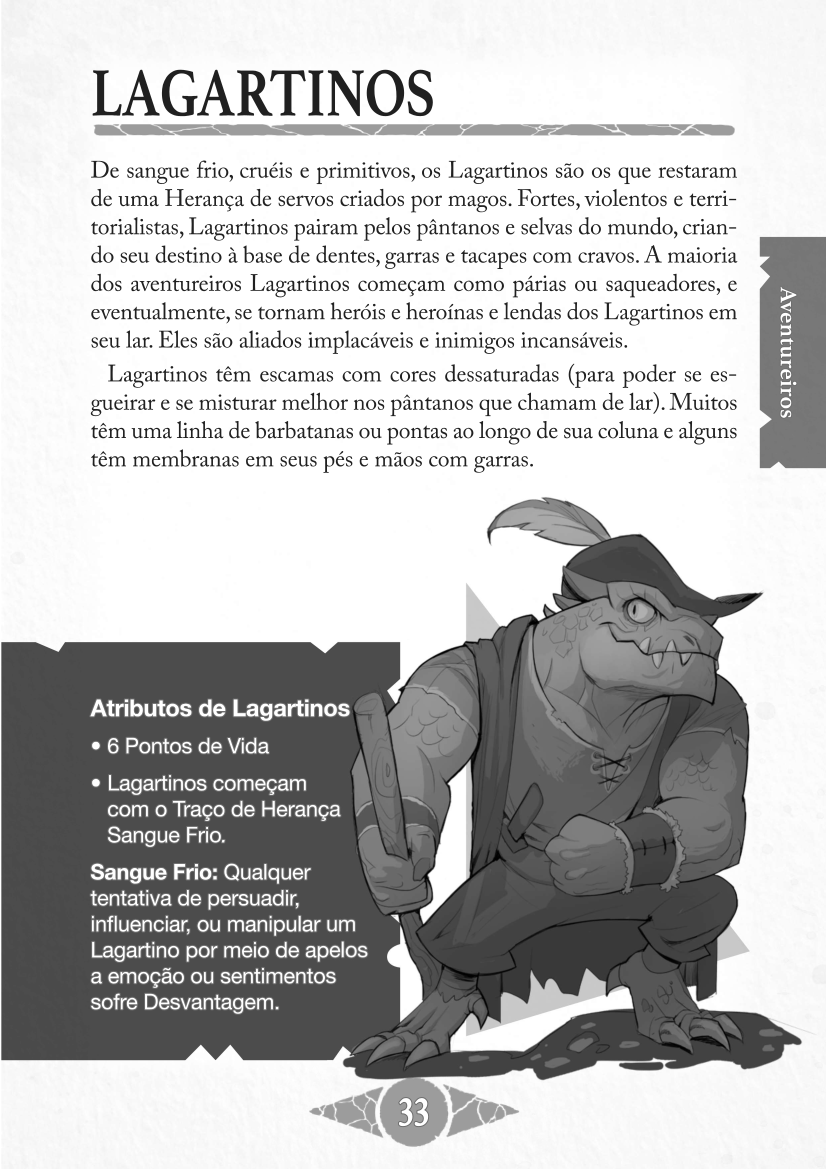 LAGARTINOS
De sangue frio, cruéis e primitivos, os Lagartinos são os que restaram
de uma Herança de servos criados por magos. Fortes, violentos e terri-
torialistas, Lagartinos pairam pelos pântanos e selvas do mundo, crian-
do seu destino à base de dentes, garras e tacapes com cravos. A maioria
dos aventureiros Lagartinos começam como párias ou saqueadores, e
eventualmente, se tornam heróis e heroínas e lendas dos Lagartinos em
seu lar. Eles são aliados implacáveis e inimigos incansáveis.
Lagartinos têm escamas com cores dessaturadas (para poder se es-
gueirar e se misturar melhor nos pântanos que chamam de lar). Muitos
têm uma linha de barbatanas ou pontas ao longo de sua coluna e alguns
têm membranas em seus pés e mãos com garras.
Aventureiros
Atributos de Lagartinos
• 6 Pontos de Vida
• Lagartinos começam
com o Traço de Herança
Sangue Frio.
Sangue Frio: Qualquer
tentativa de persuadir,
influenciar, ou manipular um
Lagartino por meio de apelos
a emoção ou sentimentos
sofre Desvantagem.
33